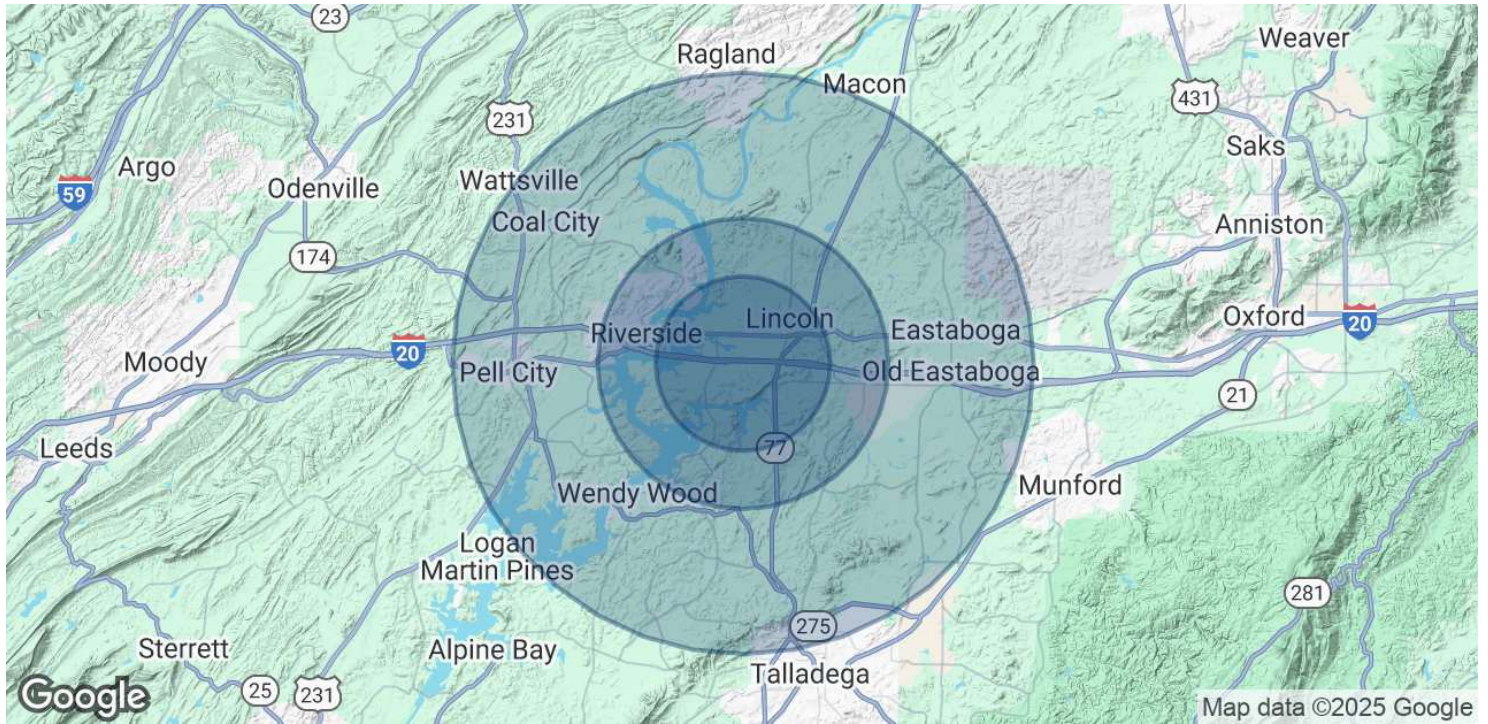 23
Weaver
Ragland
Macon
431
231
Saks
Argo
59
Odenville
Wattsville
Coal City
Anniston
174
Lincoln
Oxford
20
Riverside
Eastaboga
20
Moody
Pell City
Old Eastaboga
21
Leeds
77
Wendy Wood
Munford
Logan
Martin Pines
281
275
Sterrett
Alpine Bay
Talladega
25
231
Google
Map data ©2025 Google